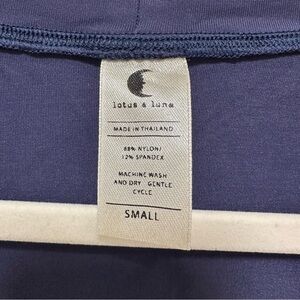 lotus & luna
MADE IN THAILAND
88% NYLON/
12% SPANDEX
MACHINE WASH
AND DRY GENTLE
CYCLE
SMALL